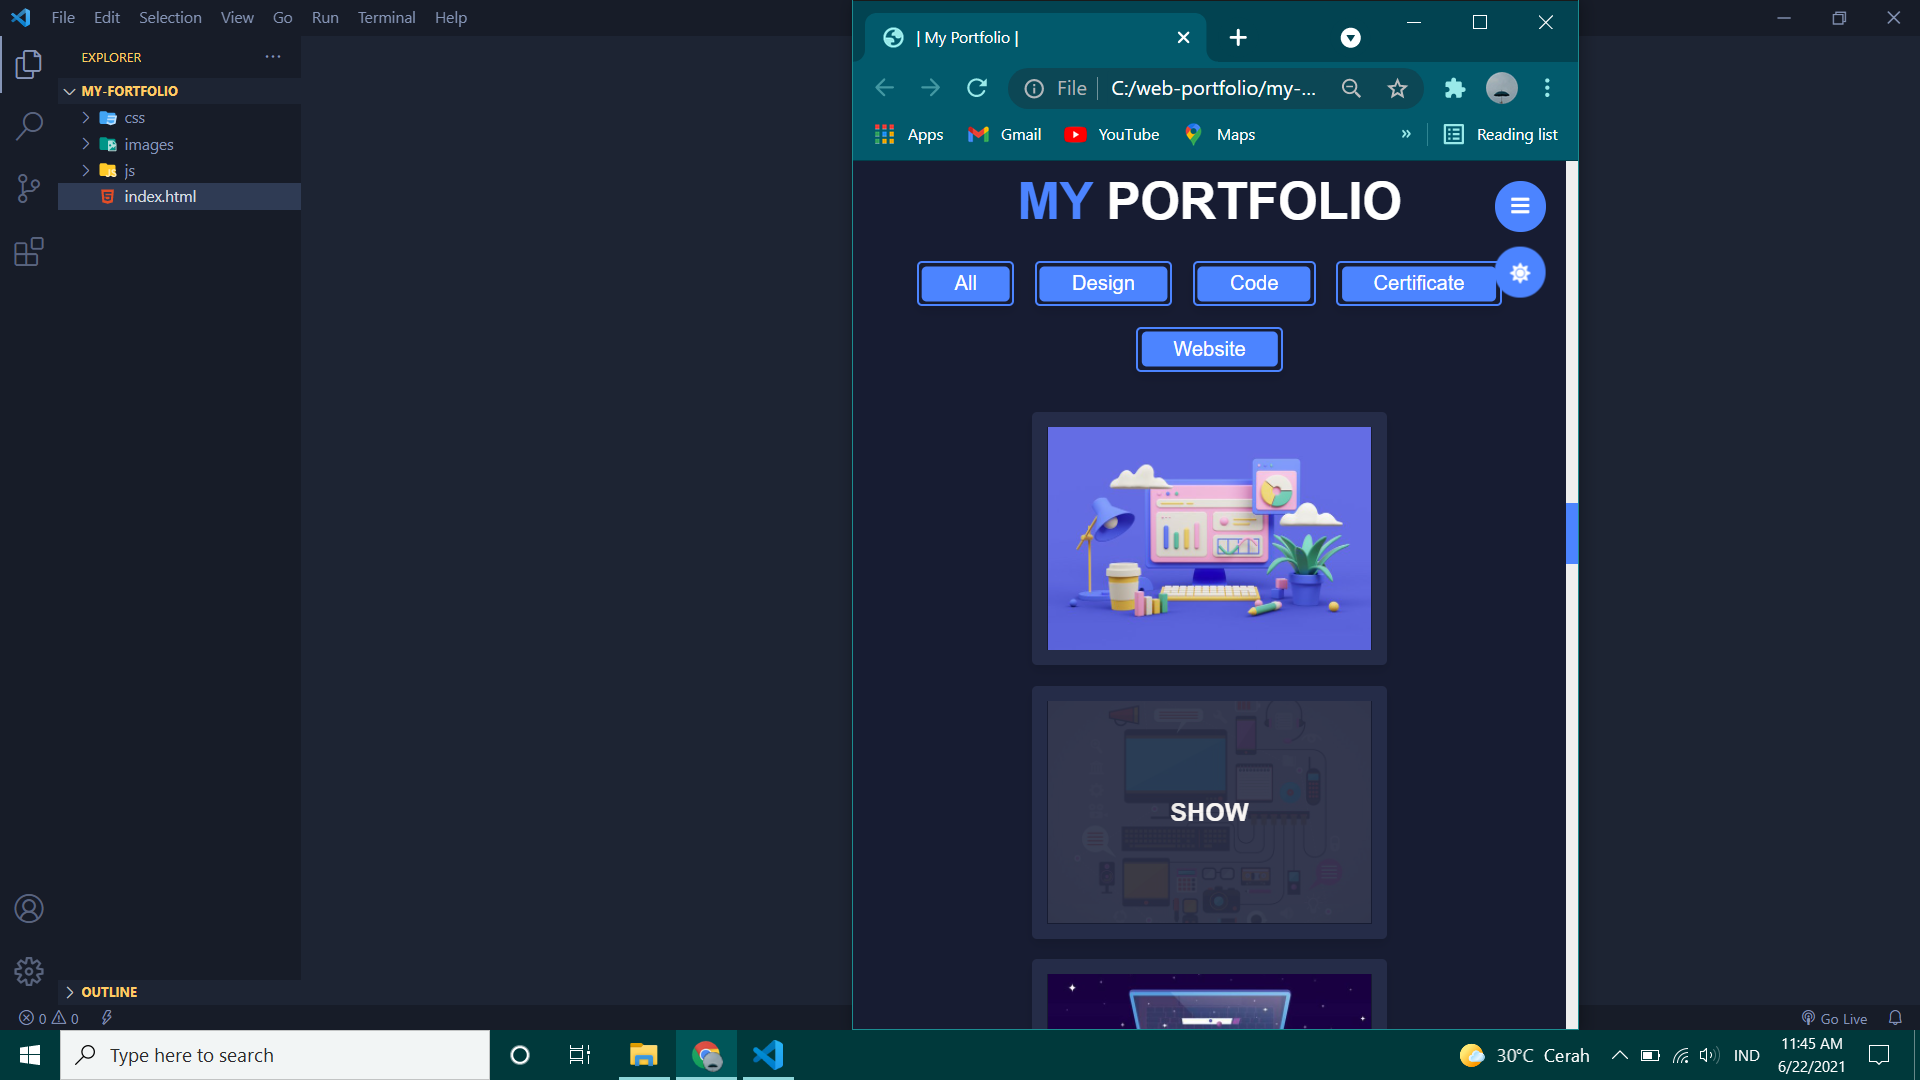 File Edit Selection View Go Run Terminal Help
EXPLORER
MY-FORTFOLIO
css
images
js
index.html
OUTLINE
0 0
| My Portfolio |
File C:/web-portfolio/my-...
Apps Gmail YouTube Maps » Reading list
MY PORTFOLIO
All Design Code Certificate
Website
SHOW
Go Live
Type here to search
30°C Cerah IND
11:45 AM
6/22/2021